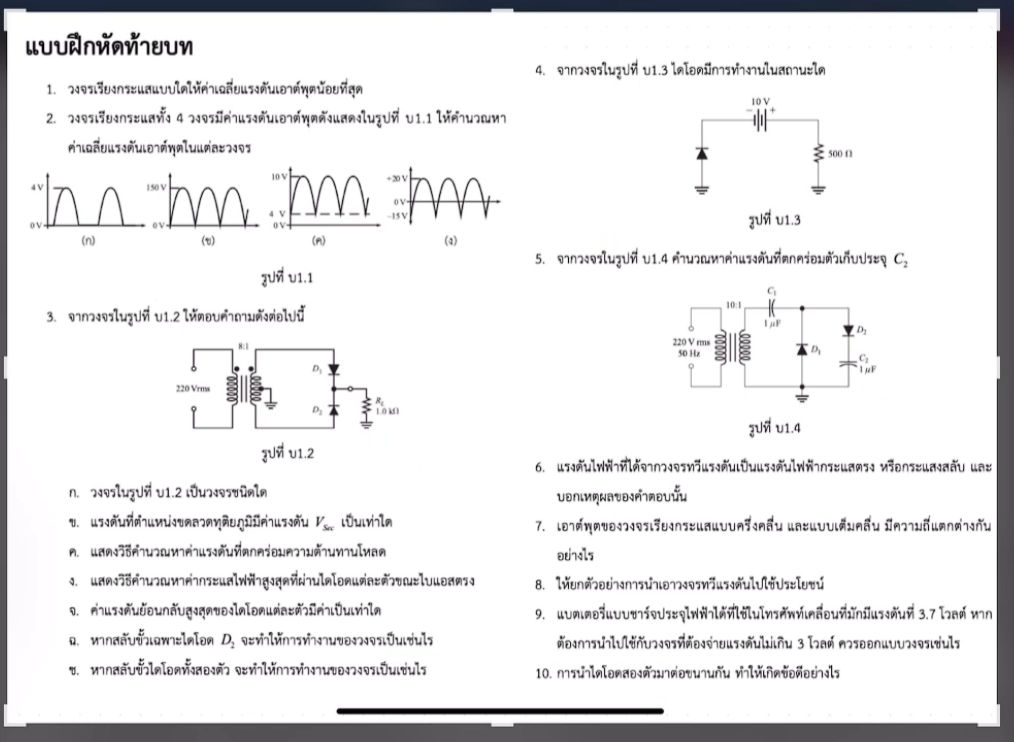 แบบฝึกหัดท้ายบท
1. วงจรเรียงกระแสแบบใดให้ค่าเฉลี่ยแรงดันเอาต์พุตน้อยที่สุด
2. วงจรเรียงกระแสทั้ง 4 วงจรมีค่าแรงดันเอาต์พุตดังแสดงในรูปที่ บ1.1 ให้คำนวณหา
ค่าเฉลี่ยแรงดันเอาต์พุตในแต่ละวงจร
4 V
0 V
(ก)
150 V
0 V
(ข)
10 V
4 V
0 V
(ค)
+20 V
0 V
-15 V
(ง)
รูปที่ บ1.1
3. จากวงจรในรูปที่ บ1.2 ให้ตอบคำถามดังต่อไปนี้
8:1
220 Vrms
D₁
D₂
R_L
1.0 kΩ
รูปที่ บ1.2
ก. วงจรในรูปที่ บ1.2 เป็นวงจรชนิดใด
ข. แรงดันที่ตำแหน่งขดลวดทุติยภูมิมีค่าแรงดัน V_Sec เป็นเท่าใด
ค. แสดงวิธีคำนวณหาค่าแรงดันที่ตกคร่อมความต้านทานโหลด
ง. แสดงวิธีคำนวณหาค่ากระแสไฟฟ้าสูงสุดที่ผ่านไดโอดแต่ละตัวขณะไบแอสตรง
จ. ค่าแรงดันย้อนกลับสูงสุดของไดโอดแต่ละตัวมีค่าเป็นเท่าใด
ฉ. หากสลับขั้วเฉพาะไดโอด D₂ จะทำให้การทำงานของวงจรเป็นเช่นไร
ช. หากสลับขั้วไดโอดทั้งสองตัว จะทำให้การทำงานของวงจรเป็นเช่นไร
4. จากวงจรในรูปที่ บ1.3 ไดโอดมีการทำงานในสถานะใด
10 V
- +
500 Ω
รูปที่ บ1.3
5. จากวงจรในรูปที่ บ1.4 คำนวณหาค่าแรงดันที่ตกคร่อมตัวเก็บประจุ C₂
10:1
C₁
1 μF
220 V rms
50 Hz
D₁
D₂
C₂
1 μF
รูปที่ บ1.4
6. แรงดันไฟฟ้าที่ได้จากวงจรทวีแรงดันเป็นแรงดันไฟฟ้ากระแสตรง หรือกระแสสลับ และ
บอกเหตุผลของคำตอบนั้น
7. เอาต์พุตของวงจรเรียงกระแสแบบครึ่งคลื่น และแบบเต็มคลื่น มีความถี่แตกต่างกัน
อย่างไร
8. ให้ยกตัวอย่างการนำเอาวงจรทวีแรงดันไปใช้ประโยชน์
9. แบตเตอรี่แบบชาร์จประจุไฟฟ้าได้ที่ใช้ในโทรศัพท์เคลื่อนที่มักมีแรงดันที่ 3.7 โวลต์ หาก
ต้องการนำไปใช้กับวงจรที่ต้องจ่ายแรงดันไม่เกิน 3 โวลต์ ควรออกแบบวงจรเช่นไร
10. การนำไดโอดสองตัวมาต่อขนานกัน ทำให้เกิดข้อดีอย่างไร